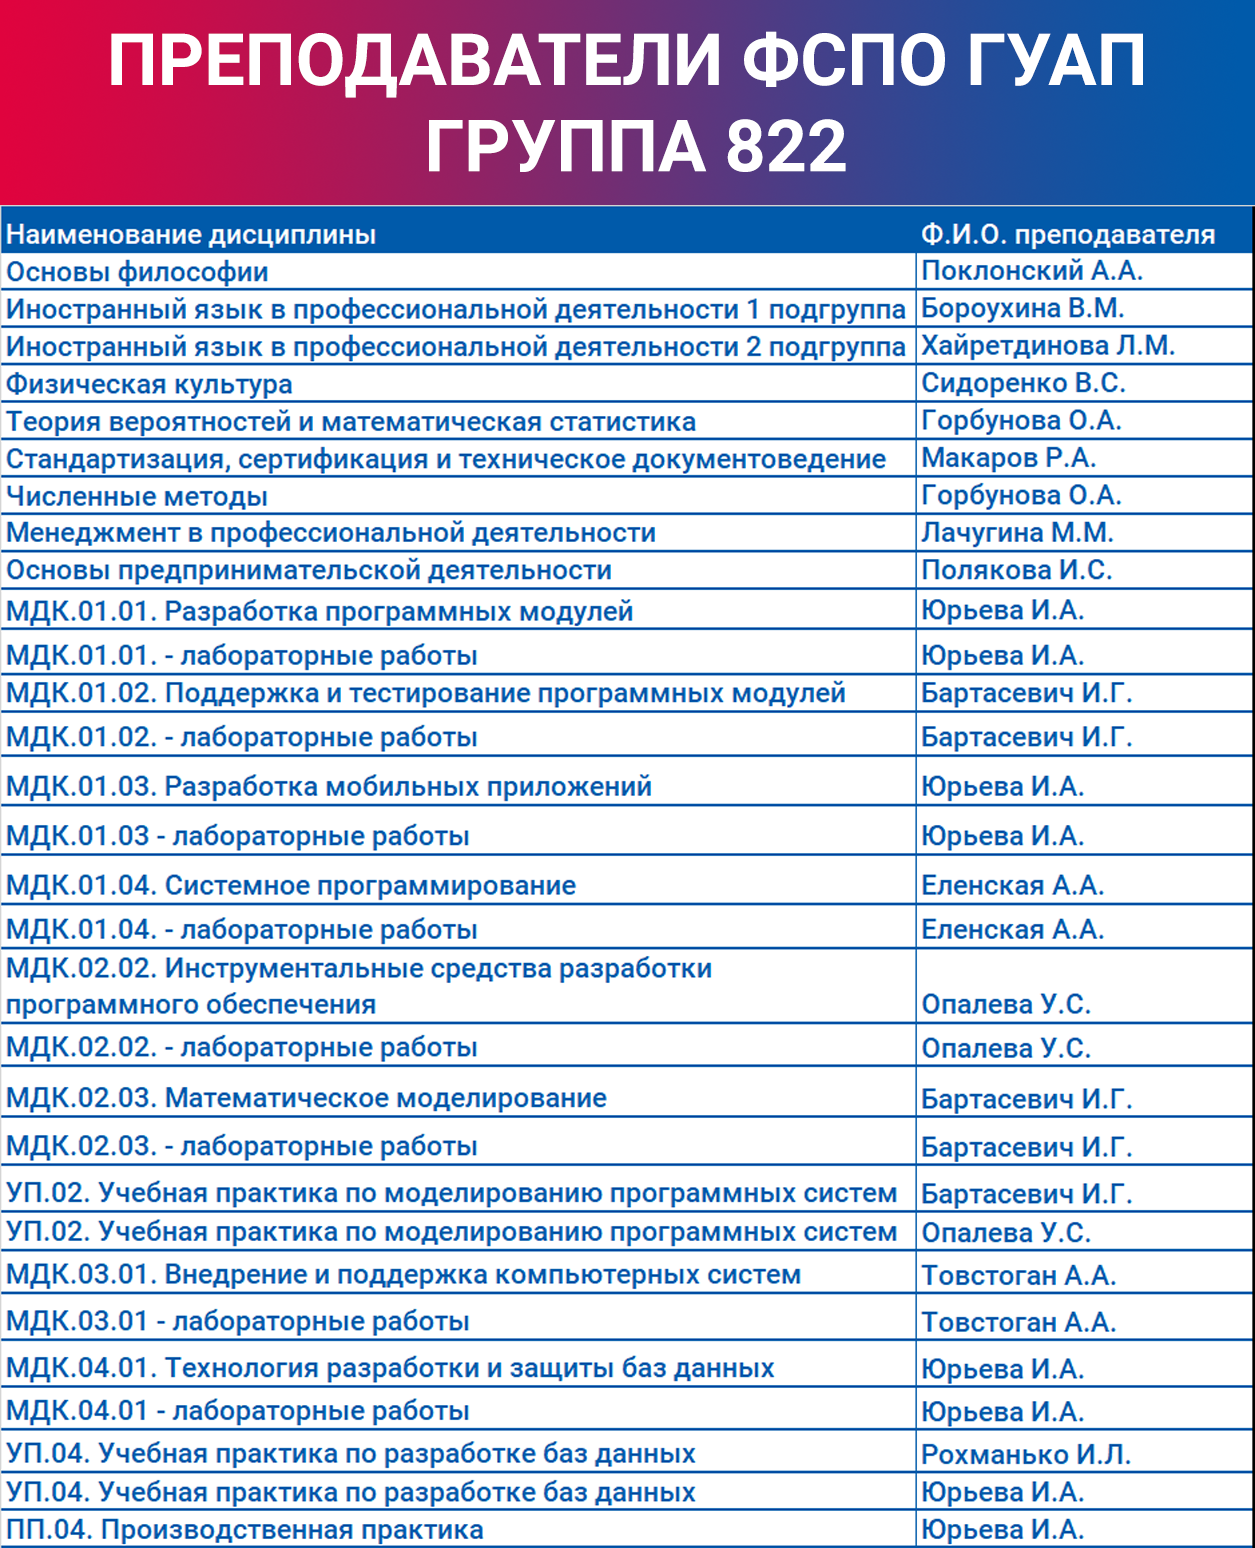 ПРЕПОДАВАТЕЛИ ФСПО ГУАП
ГРУППА 822
Наименование дисциплины Ф.И.О. преподавателя
Основы философии Поклонский А.А.
Иностранный язык в профессиональной деятельности 1 подгруппа Бороухина В.М.
Иностранный язык в профессиональной деятельности 2 подгруппа Хайретдинова Л.М.
Физическая культура Сидоренко В.С.
Теория вероятностей и математическая статистика Горбунова О.А.
Стандартизация, сертификация и техническое документоведение Макаров Р.А.
Численные методы Горбунова О.А.
Менеджмент в профессиональной деятельности Лачугина М.М.
Основы предпринимательской деятельности Полякова И.С.
МДК.01.01. Разработка программных модулей Юрьева И.А.
МДК.01.01. - лабораторные работы Юрьева И.А.
МДК.01.02. Поддержка и тестирование программных модулей Бартасевич И.Г.
МДК.01.02. - лабораторные работы Бартасевич И.Г.
МДК.01.03. Разработка мобильных приложений Юрьева И.А.
МДК.01.03 - лабораторные работы Юрьева И.А.
МДК.01.04. Системное программирование Еленская А.А.
МДК.01.04. - лабораторные работы Еленская А.А.
МДК.02.02. Инструментальные средства разработки
программного обеспечения Опалева У.С.
МДК.02.02. - лабораторные работы Опалева У.С.
МДК.02.03. Математическое моделирование Бартасевич И.Г.
МДК.02.03. - лабораторные работы Бартасевич И.Г.
УП.02. Учебная практика по моделированию программных систем Бартасевич И.Г.
УП.02. Учебная практика по моделированию программных систем Опалева У.С.
МДК.03.01. Внедрение и поддержка компьютерных систем Товстоган А.А.
МДК.03.01 - лабораторные работы Товстоган А.А.
МДК.04.01. Технология разработки и защиты баз данных Юрьева И.А.
МДК.04.01 - лабораторные работы Юрьева И.А.
УП.04. Учебная практика по разработке баз данных Рохманько И.Л.
УП.04. Учебная практика по разработке баз данных Юрьева И.А.
ПП.04. Производственная практика Юрьева И.А.